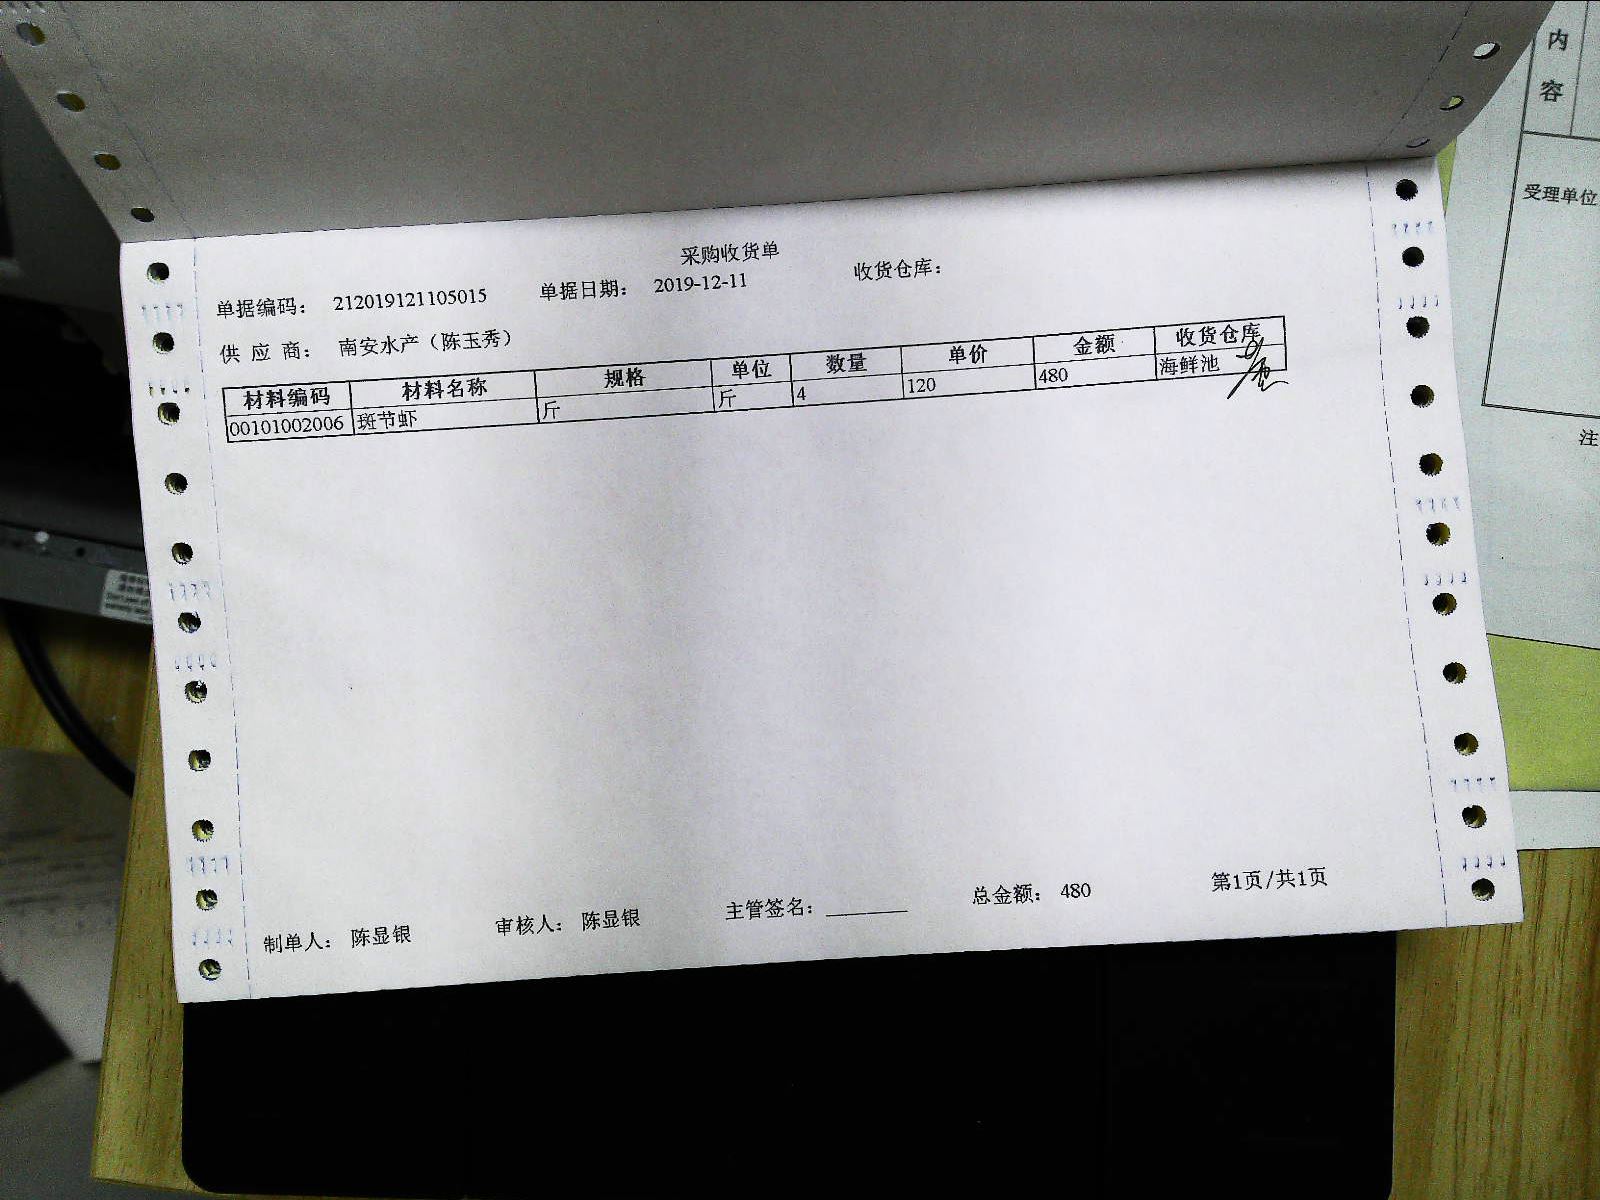 采购收货单
单据编码： 212019121105015 单据日期： 2019-12-11 收货仓库：
供 应 商： 南安水产（陈玉秀）
材料编码 材料名称 规格 单位 数量 单价 金额 收货仓库
00101002006 斑节虾 斤 斤 4 120 480 海鲜池
制单人： 陈显银 审核人： 陈显银 主管签名：________ 总金额： 480 第1页/共1页
内
容
受理单位
注